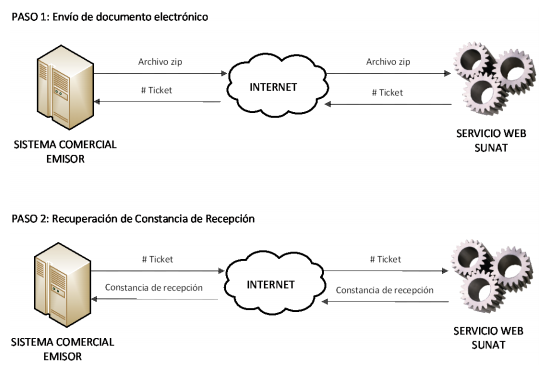 PASO 1: Envío de documento electrónico
Archivo zip
Archivo zip
INTERNET
# Ticket
# Ticket
SISTEMA COMERCIAL
EMISOR
SERVICIO WEB
SUNAT
PASO 2: Recuperación de Constancia de Recepción
# Ticket
# Ticket
INTERNET
Constancia de recepción
Constancia de recepción
SISTEMA COMERCIAL
EMISOR
SERVICIO WEB
SUNAT